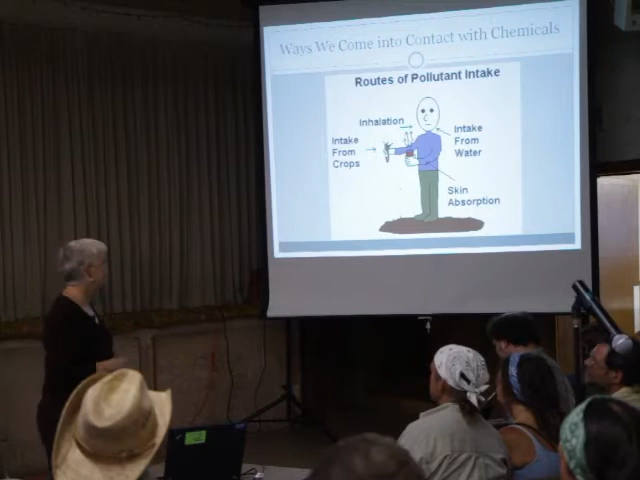 Ways We Come into Contact with Chemicals
Routes of Pollutant Intake
Inhalation
Intake
From
Crops
Intake
From
Water
Skin
Absorption